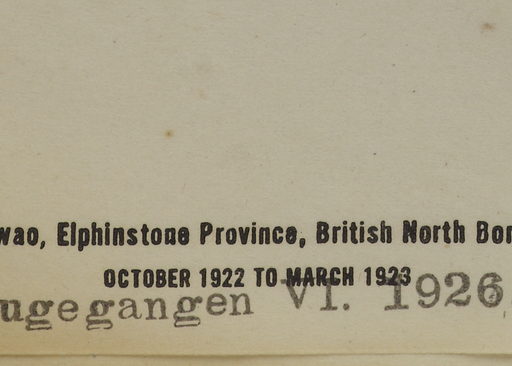 wao, Elphinstone Province, British North Bor
OCTOBER 1922 TO MARCH 1923
ugegangen VI. 1926